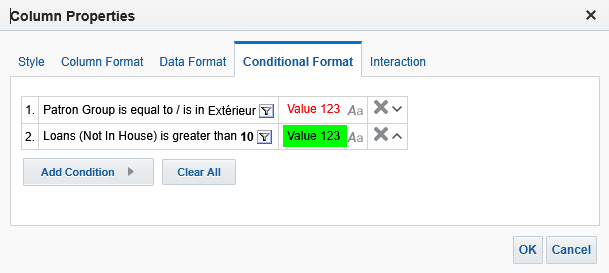 Column Properties
Style Column Format Data Format Conditional Format Interaction
1. Patron Group is equal to / is in Extérieur Value 123 Aa
2. Loans (Not In House) is greater than 10 Value 123 Aa
Add Condition Clear All
OK Cancel